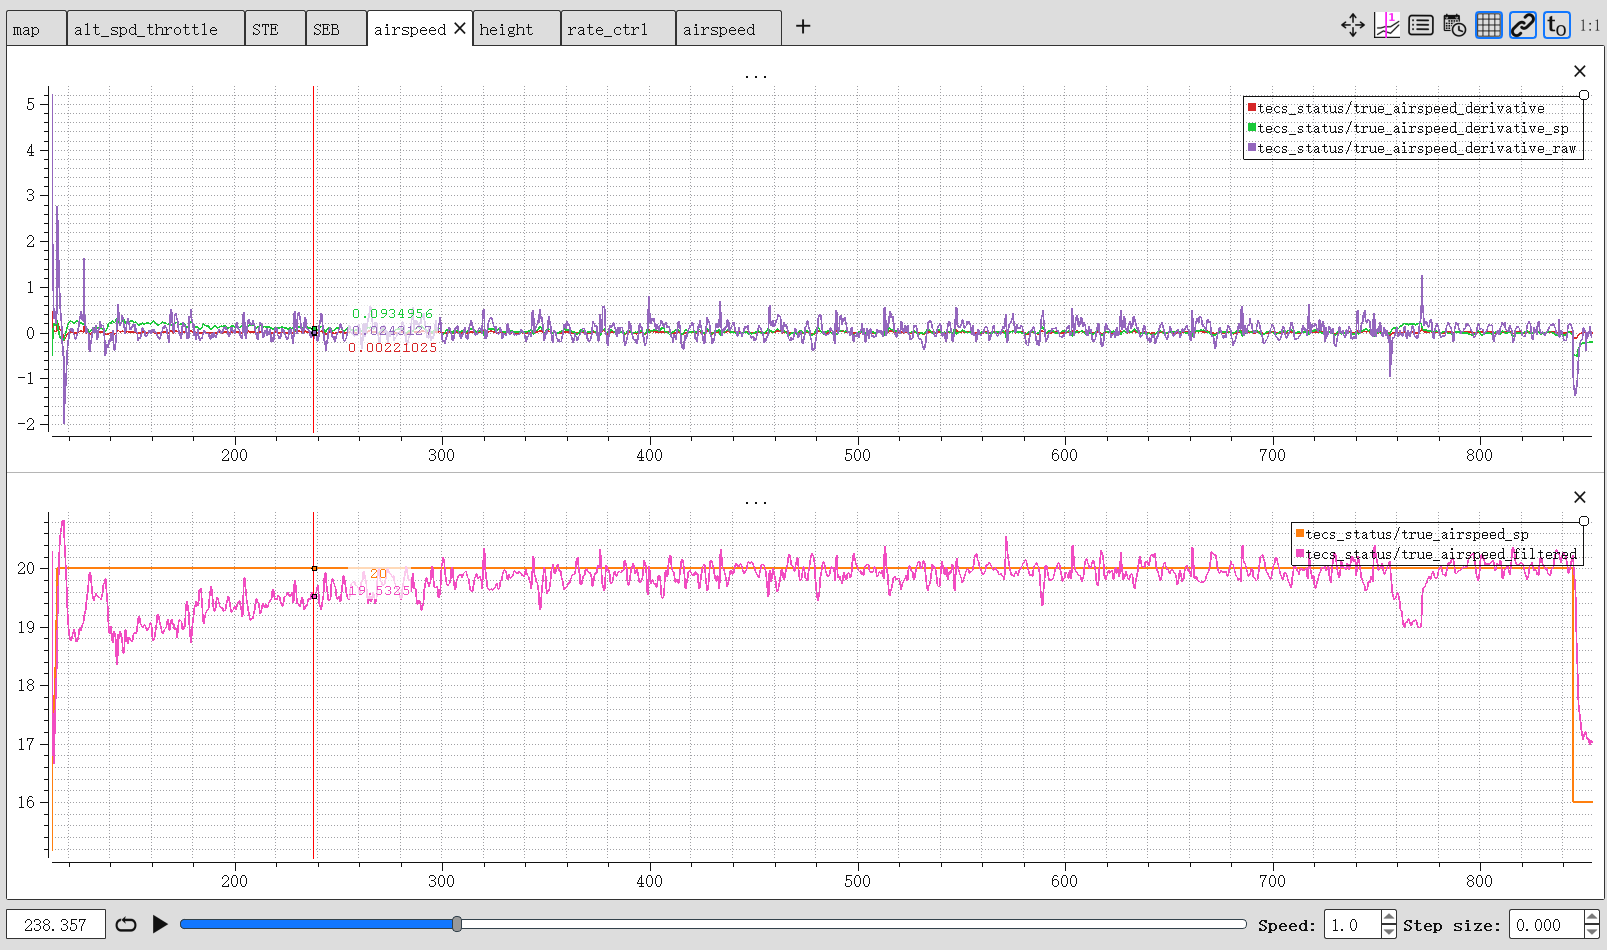 map alt_spd_throttle STE SEB airspeed height rate_ctrl airspeed + 1:1
...
tecs_status/true_airspeed_derivative
tecs_status/true_airspeed_derivative_sp
tecs_status/true_airspeed_derivative_raw
5
4
3
2
1
0
-1
-2
0.0934956
0.0243127
0.00221025
200 300 400 500 600 700 800
...
tecs_status/true_airspeed_sp
tecs_status/true_airspeed_filtered
20
19
18
17
16
20
19.5325
200 300 400 500 600 700 800
238.357 Speed: 1.0 Step size: 0.000